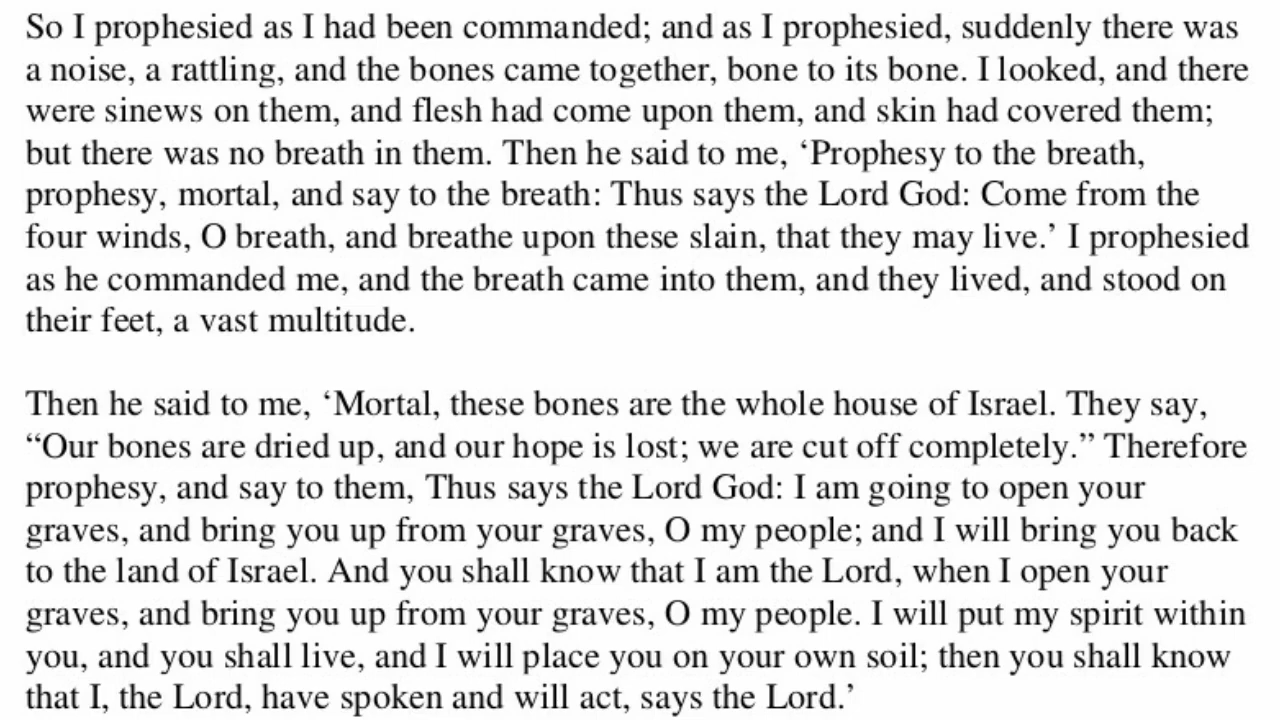 So I prophesied as I had been commanded; and as I prophesied, suddenly there was
a noise, a rattling, and the bones came together, bone to its bone. I looked, and there
were sinews on them, and flesh had come upon them, and skin had covered them;
but there was no breath in them. Then he said to me, ‘Prophesy to the breath,
prophesy, mortal, and say to the breath: Thus says the Lord God: Come from the
four winds, O breath, and breathe upon these slain, that they may live.’ I prophesied
as he commanded me, and the breath came into them, and they lived, and stood on
their feet, a vast multitude.

Then he said to me, ‘Mortal, these bones are the whole house of Israel. They say,
“Our bones are dried up, and our hope is lost; we are cut off completely.” Therefore
prophesy, and say to them, Thus says the Lord God: I am going to open your
graves, and bring you up from your graves, O my people; and I will bring you back
to the land of Israel. And you shall know that I am the Lord, when I open your
graves, and bring you up from your graves, O my people. I will put my spirit within
you, and you shall live, and I will place you on your own soil; then you shall know
that I, the Lord, have spoken and will act, says the Lord.’